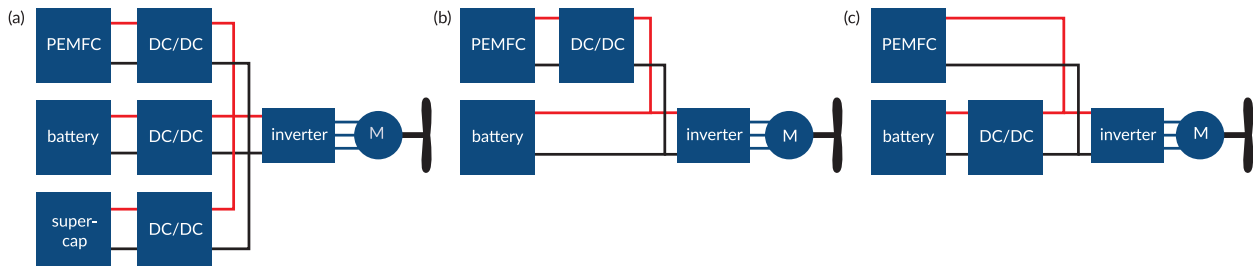 (a)
PEMFC
DC/DC
battery
DC/DC
inverter
M
super-
cap
DC/DC
(b)
PEMFC
DC/DC
battery
inverter
M
(c)
PEMFC
battery
DC/DC
inverter
M